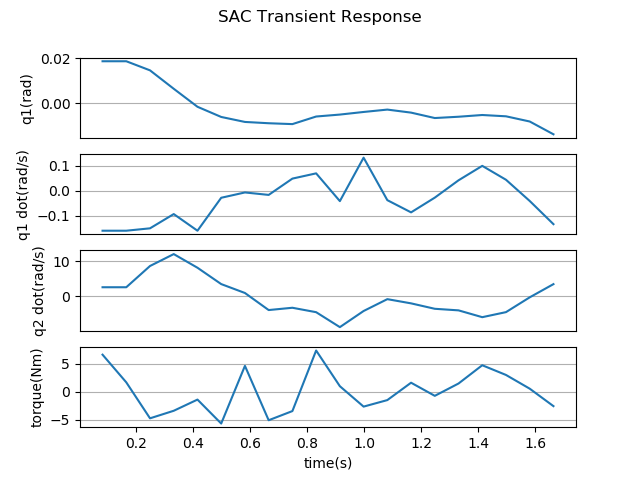 SAC Transient Response
q1(rad)
0.02
0.00
q1 dot(rad/s)
0.1
0.0
−0.1
q2 dot(rad/s)
10
0
torque(Nm)
5
0
−5
0.2 0.4 0.6 0.8 1.0 1.2 1.4 1.6
time(s)